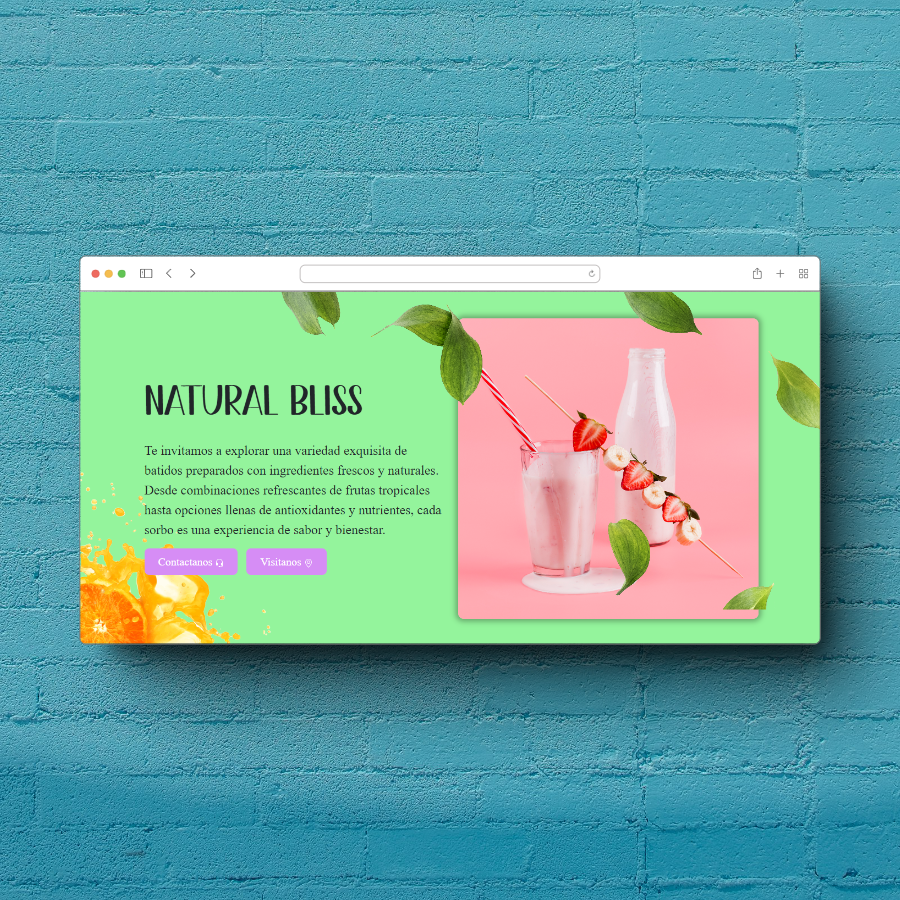 NATURAL BLISS
Te invitamos a explorar una variedad exquisita de
batidos preparados con ingredientes frescos y naturales.
Desde combinaciones refrescantes de frutas tropicales
hasta opciones llenas de antioxidantes y nutrientes, cada
sorbo es una experiencia de sabor y bienestar.
Contactanos
Visitanos